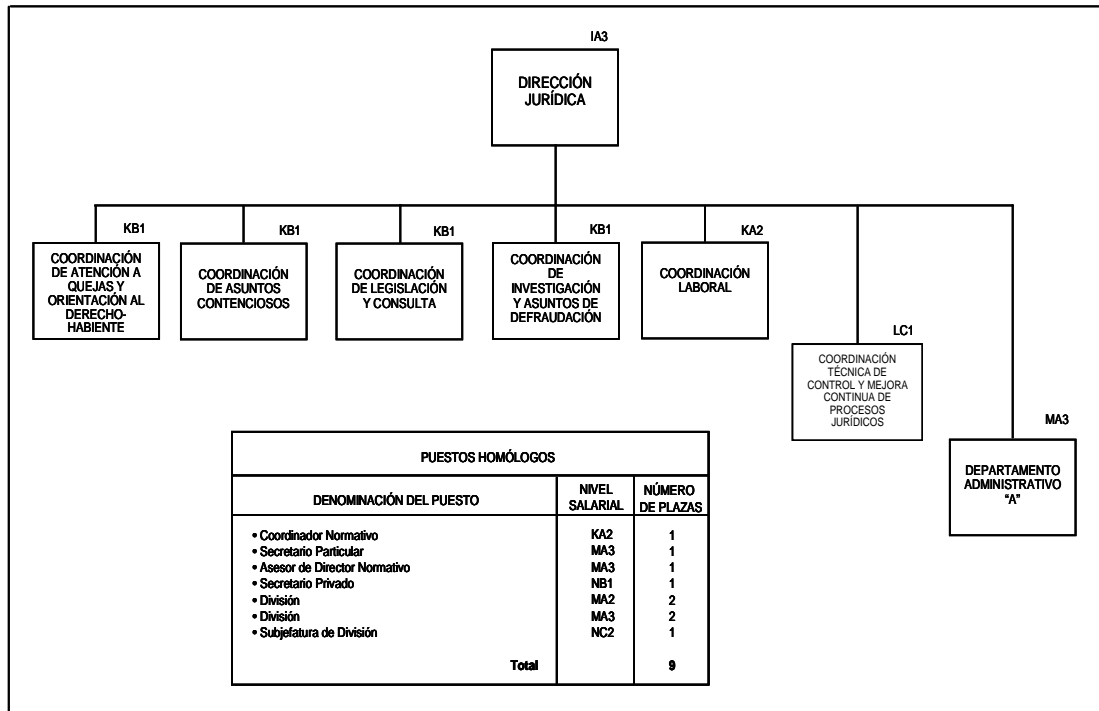 IA3
DIRECCIÓN
JURÍDICA
KB1
COORDINACIÓN
DE ATENCIÓN A
QUEJAS Y
ORIENTACIÓN AL
DERECHO-
HABIENTE
KB1
COORDINACIÓN
DE ASUNTOS
CONTENCIOSOS
KB1
COORDINACIÓN
DE LEGISLACIÓN
Y CONSULTA
KB1
COORDINACIÓN
DE
INVESTIGACIÓN
Y ASUNTOS DE
DEFRAUDACIÓN
KA2
COORDINACIÓN
LABORAL
LC1
COORDINACIÓN
TÉCNICA DE
CONTROL Y MEJORA
CONTINUA DE
PROCESOS
JURÍDICOS
MA3
DEPARTAMENTO
ADMINISTRATIVO
“A”
PUESTOS HOMÓLOGOS
DENOMINACIÓN DEL PUESTO
NIVEL
SALARIAL
NÚMERO
DE PLAZAS
• Coordinador Normativo KA2 1
• Secretario Particular MA3 1
• Asesor de Director Normativo MA3 1
• Secretario Privado NB1 1
• División MA2 2
• División MA3 2
• Subjefatura de División NC2 1
Total 9